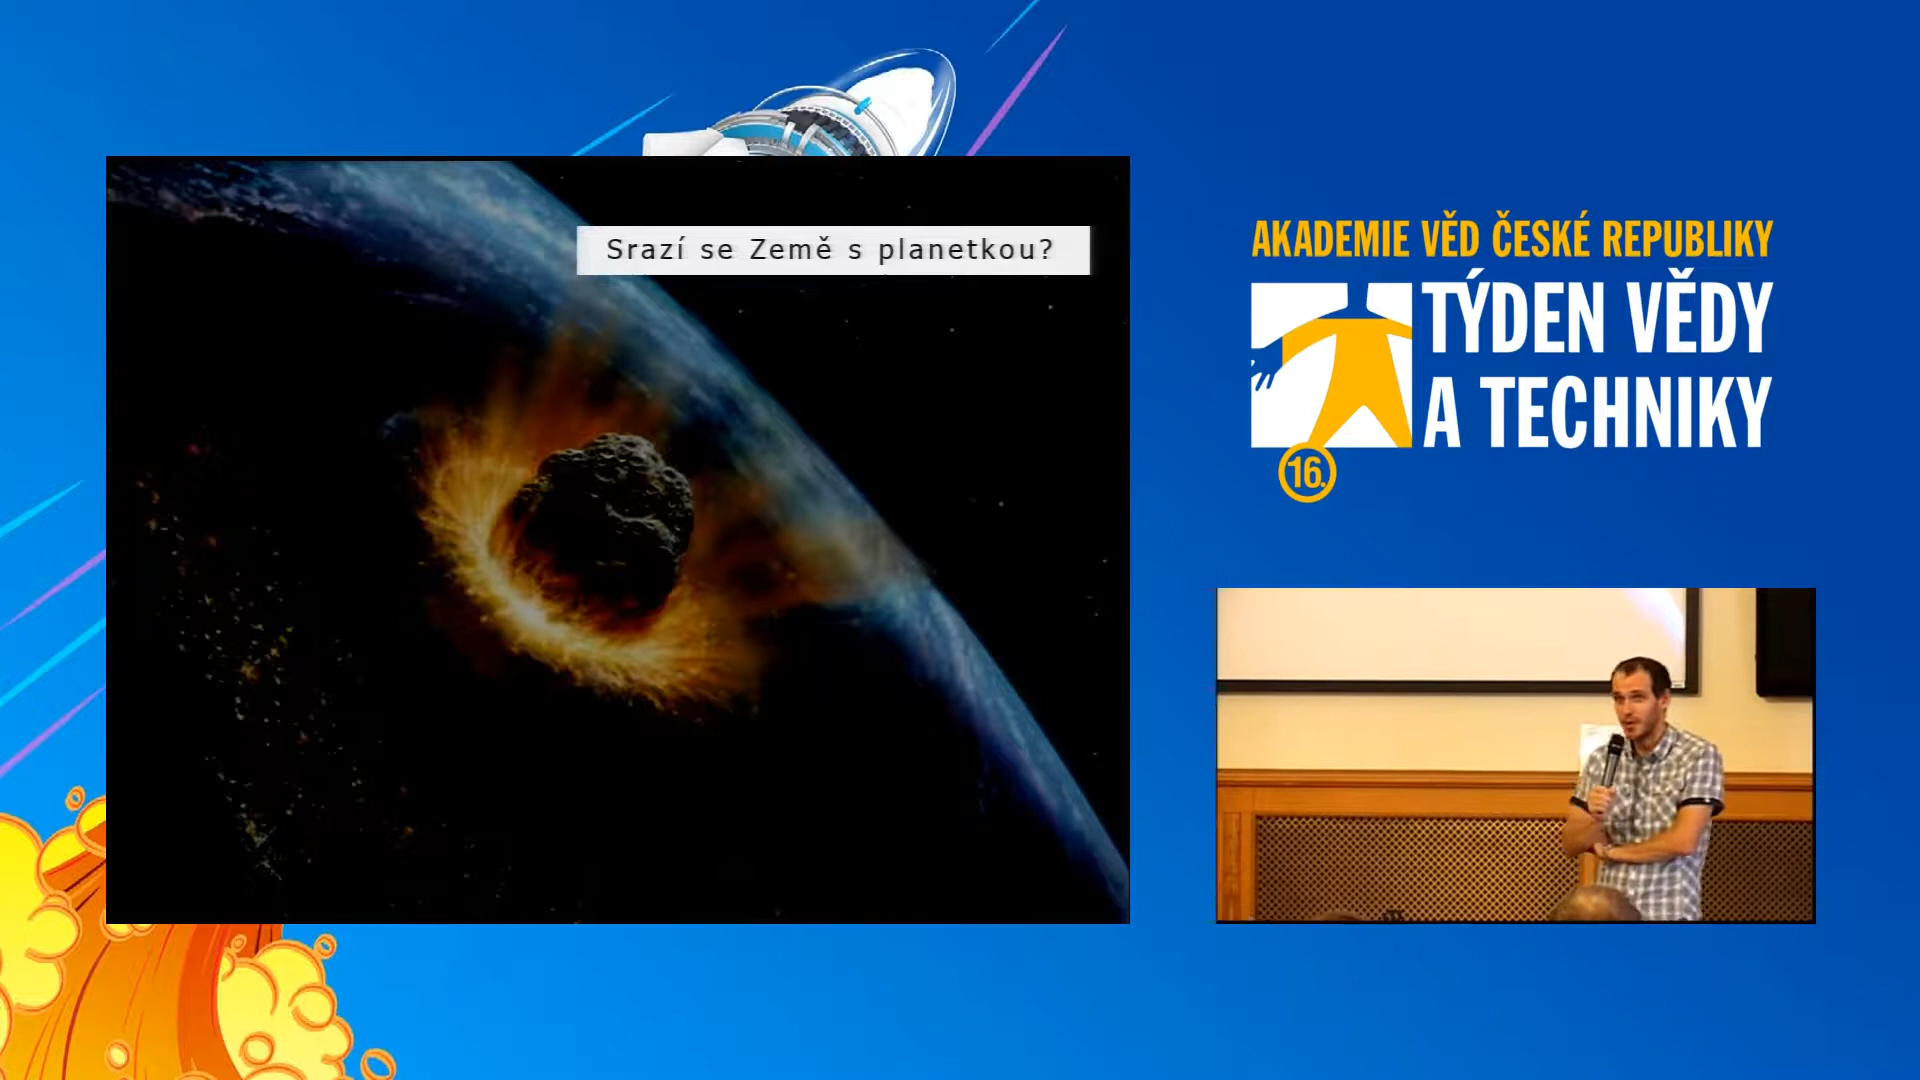 Srazí se Země s planetkou?
AKADEMIE VĚD ČESKÉ REPUBLIKY
TÝDEN VĚDY
A TECHNIKY
16.